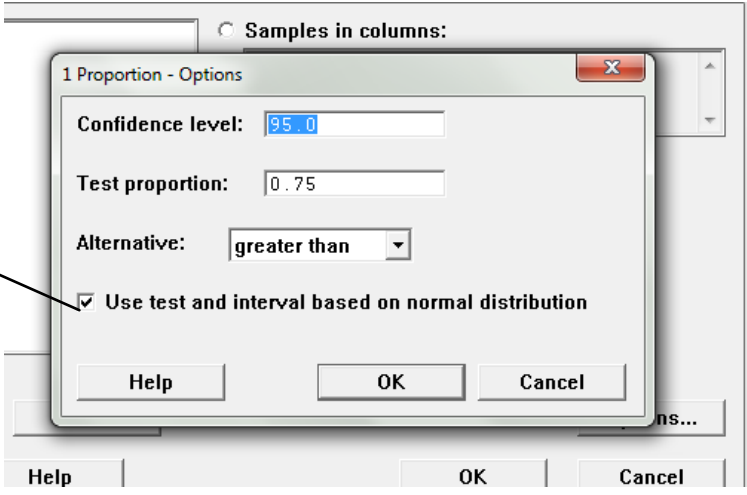 Samples in columns:
1 Proportion - Options
Confidence level: 95.0
Test proportion: 0.75
Alternative: greater than
Use test and interval based on normal distribution
Help OK Cancel
ns...
Help OK Cancel